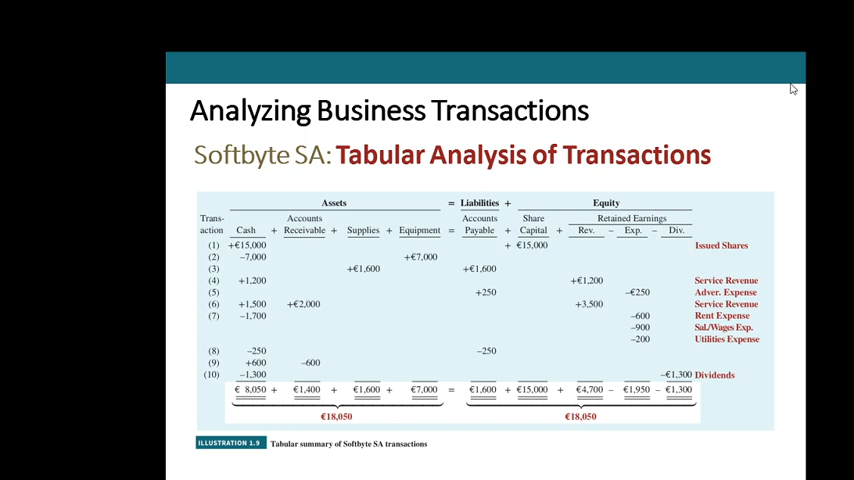 Analyzing Business Transactions
Softbyte SA: Tabular Analysis of Transactions
Assets = Liabilities + Equity
Trans- Accounts Accounts Share Retained Earnings
action Cash + Receivable + Supplies + Equipment = Payable + Capital + Rev. – Exp. – Div.
(1) +€15,000 + €15,000 Issued Shares
(2) –7,000 +€7,000
(3) +€1,600 +€1,600
(4) +1,200 +€1,200 Service Revenue
(5) +250 –€250 Adver. Expense
(6) +1,500 +€2,000 +3,500 Service Revenue
(7) –1,700 –600 Rent Expense
–900 Sal./Wages Exp.
–200 Utilities Expense
(8) –250 –250
(9) +600 –600
(10) –1,300 –€1,300 Dividends
€ 8,050 + €1,400 + €1,600 + €7,000 = €1,600 + €15,000 + €4,700 – €1,950 – €1,300
€18,050 €18,050
ILLUSTRATION 1.9 Tabular summary of Softbyte SA transactions